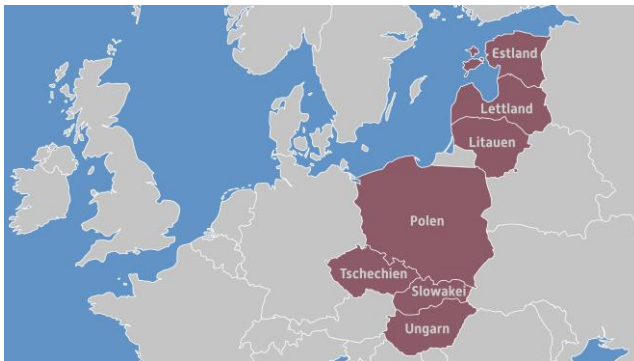 Estland
Lettland
Litauen
Polen
Tschechien
Slowakei
Ungarn